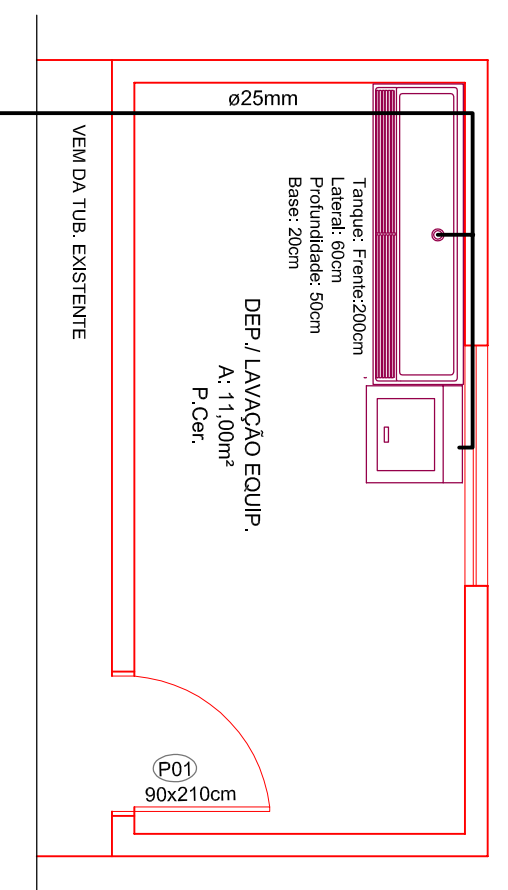 ø25mm
VEM DA TUB. EXISTENTE
Tanque: Frente:200cm
Lateral: 60cm
Profundidade: 50cm
Base: 20cm
DEP./ LAVAÇÃO EQUIP.
A: 11,00m²
P.Cer.
P01
90x210cm